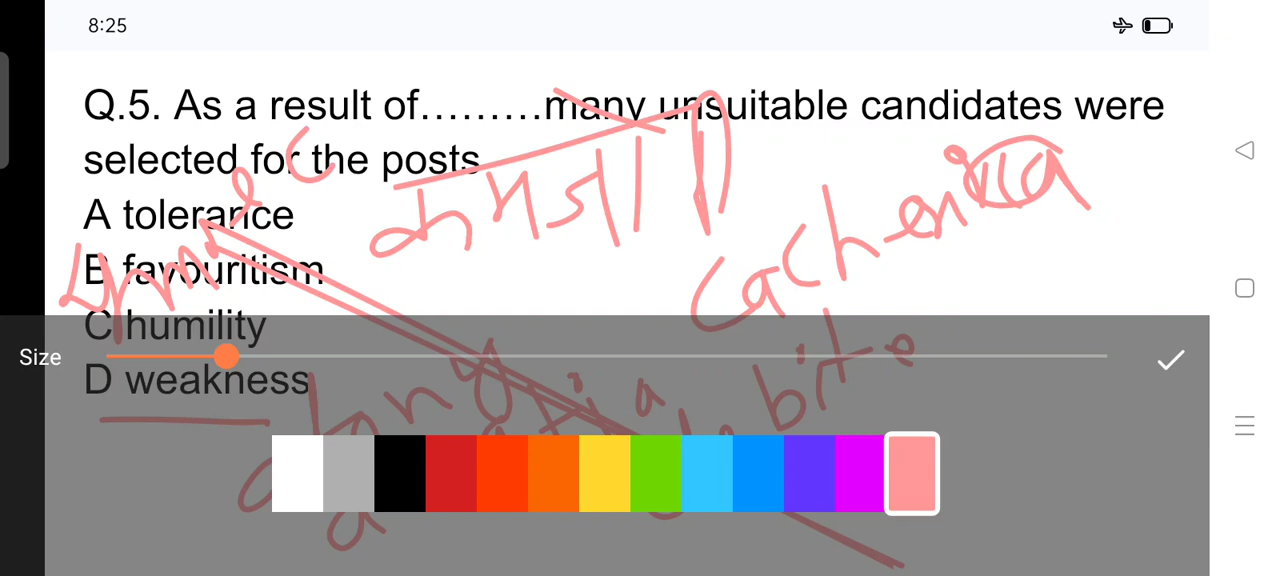 8:25
Q.5. As a result of.........many unsuitable candidates were
selected for the posts
A tolerance
B favouritism
C humility
D weakness
Size
bite